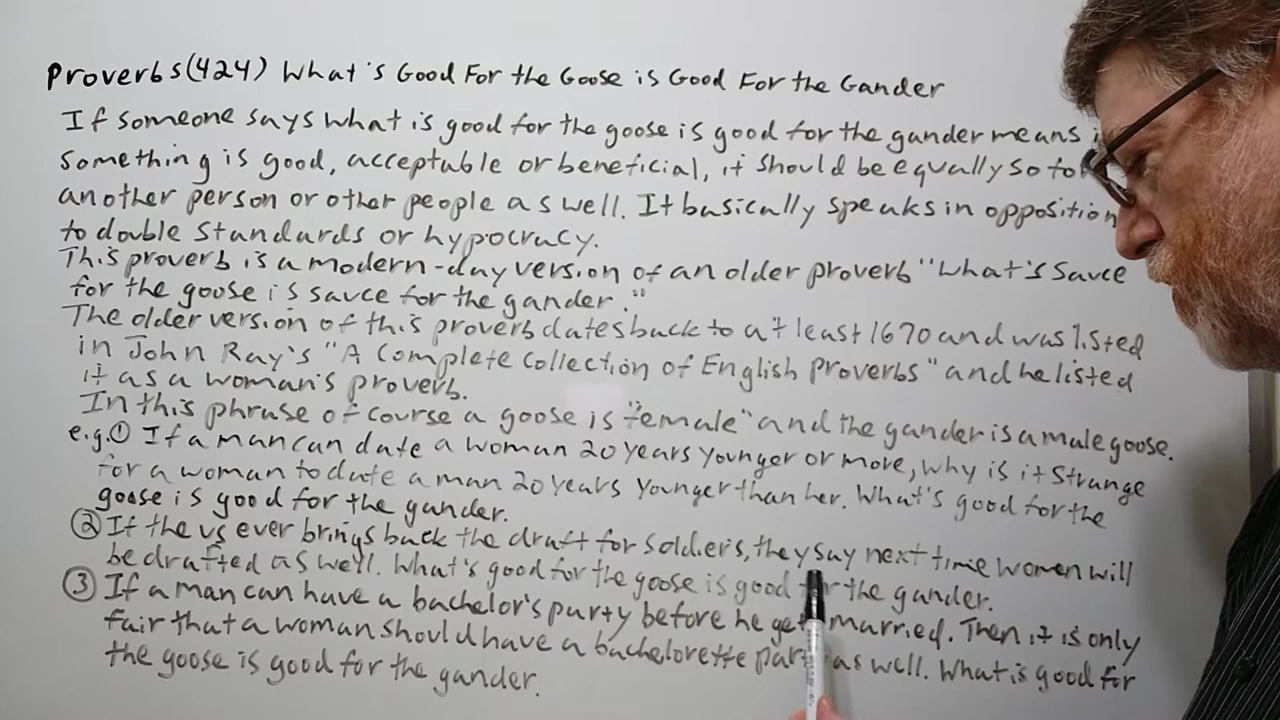 Proverbs(424) What's Good For the Goose is Good For the Gander
If someone says what is good for the goose is good for the gander means
something is good, acceptable or beneficial, it should be equally so
another person or other people as well. It basically speaks in opposition
to double standards or hypocracy.
This proverb is a modern-day version of an older proverb "What's Sauce
for the goose is sauce for the gander."
The older version of this proverb dates back to at least 1670 and was listed
in John Ray's "A Complete Collection of English Proverbs" and he listed
it as a woman's proverb.
In this phrase of course a goose is "female" and the gander is a male goose.
e.g.① If a man can date a woman 20 years younger or more, why is it strange
for a woman to date a man 20 years younger than her. What's good for the
goose is good for the gander.
② If the US ever brings back the draft for soldiers, they say next time women will
be drafted as well. What's good for the goose is good for the gander.
③ If a man can have a bachelor's party before he gets married. Then it is only
fair that a woman should have a bachelorette party as well. What is good for
the goose is good for the gander.